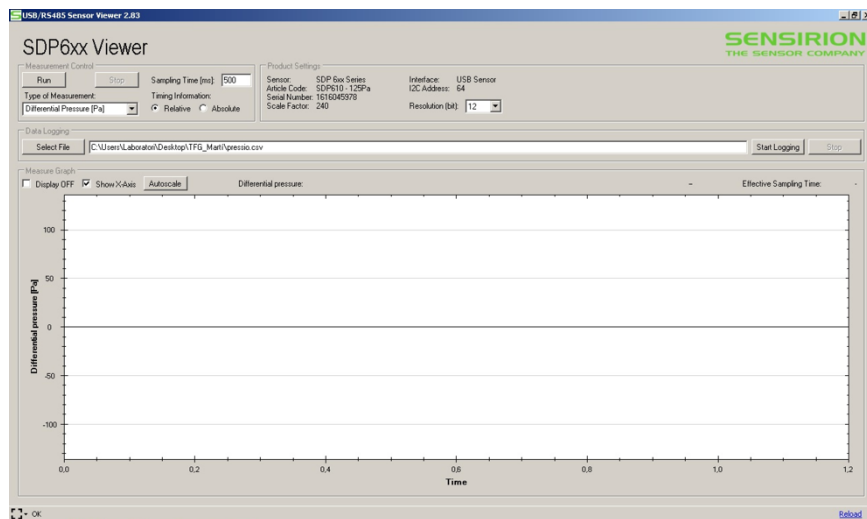 USB/RS485 Sensor Viewer 2.83
SDP6xx Viewer
SENSIRION
THE SENSOR COMPANY
Measurement Control
Run Stop Sampling Time [ms]: 500
Type of Measurement: Timing Information:
Differential Pressure [Pa] Relative Absolute
Product Settings
Sensor: SDP 6xx Series Interface: USB Sensor
Article Code: SDP610 - 125Pa I2C Address: 64
Serial Number: 1616045978
Scale Factor: 240 Resolution (bit): 12
Data Logging
Select File C:\Users\Laboratori\Desktop\TFG_Martí\pressio.csv Start Logging Stop
Measure Graph
Display OFF Show X-Axis Autoscale Differential pressure: – Effective Sampling Time: -
100
50
0
-50
-100
Differential pressure [Pa]
0,0 0,2 0,4 0,6 0,8 1,0 1,2
Time
OK Reload